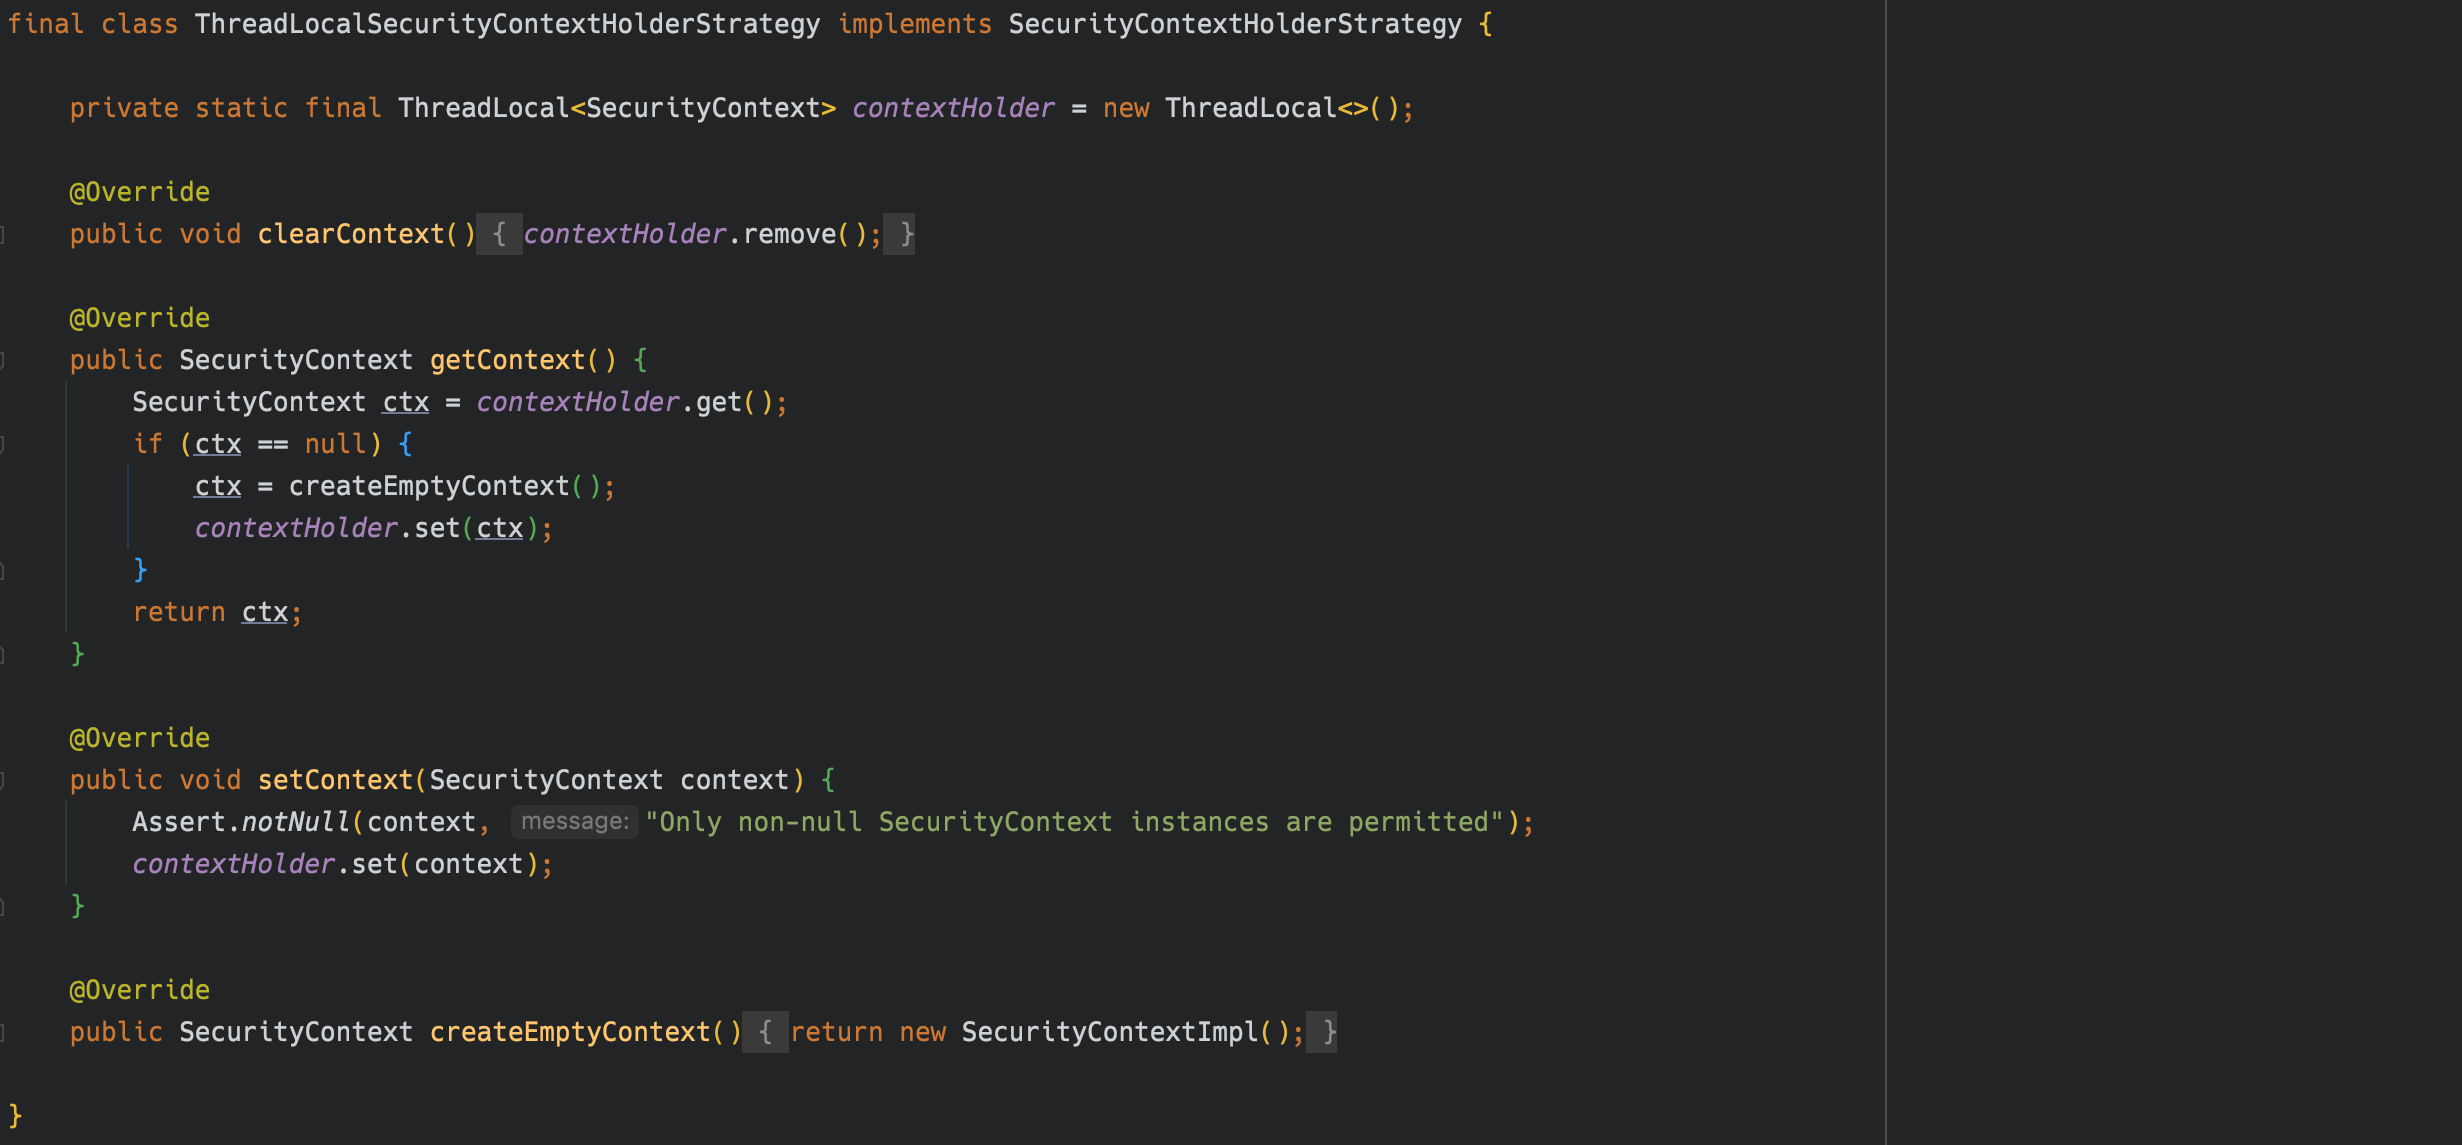 final class ThreadLocalSecurityContextHolderStrategy implements SecurityContextHolderStrategy {
private static final ThreadLocal<SecurityContext> contextHolder = new ThreadLocal<>();
@Override
public void clearContext() { contextHolder.remove(); }
@Override
public SecurityContext getContext() {
SecurityContext ctx = contextHolder.get();
if (ctx == null) {
ctx = createEmptyContext();
contextHolder.set(ctx);
}
return ctx;
}
@Override
public void setContext(SecurityContext context) {
Assert.notNull(context, message: "Only non-null SecurityContext instances are permitted");
contextHolder.set(context);
}
@Override
public SecurityContext createEmptyContext() { return new SecurityContextImpl(); }
}